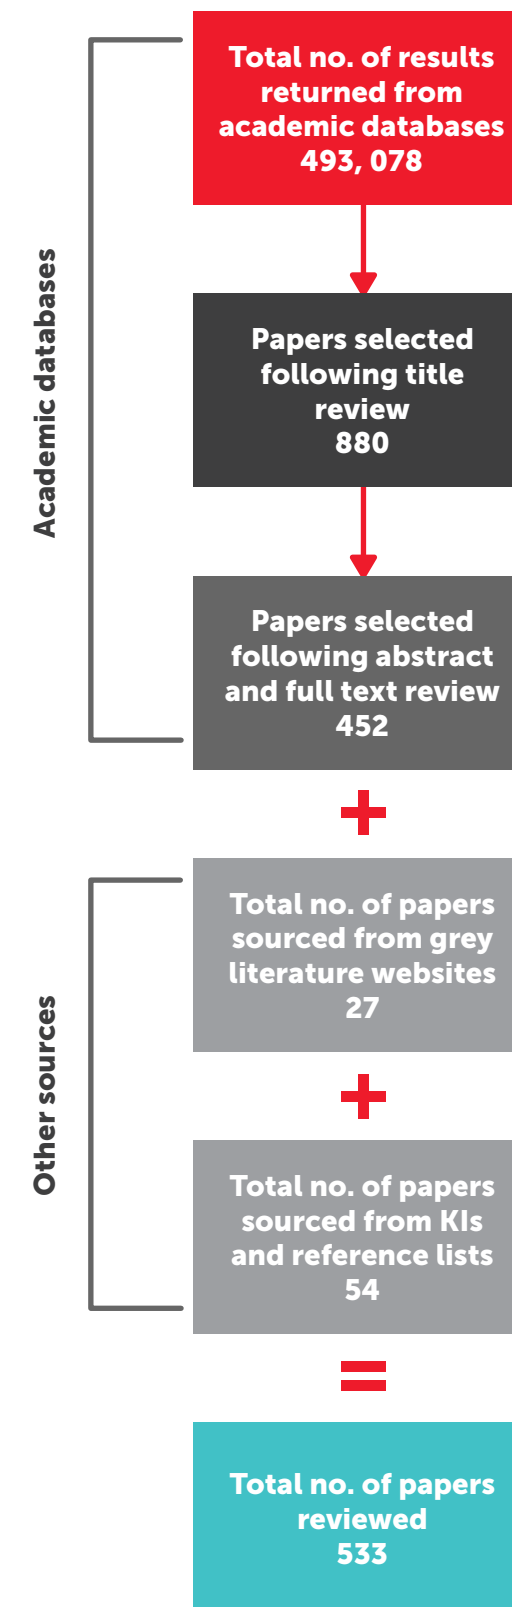 Academic databases
Total no. of results
returned from
academic databases
493, 078
Papers selected
following title
review
880
Papers selected
following abstract
and full text review
452
+
Other sources
Total no. of papers
sourced from grey
literature websites
27
+
Total no. of papers
sourced from KIs
and reference lists
54
=
Total no. of papers
reviewed
533